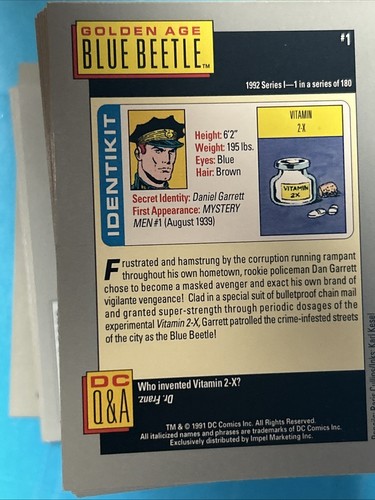 GOLDEN AGE
BLUE BEETLE™
#1
1992 Series I—1 in a series of 180
IDENTIKIT
Height: 6'2"
Weight: 195 lbs.
Eyes: Blue
Hair: Brown
Secret Identity: Daniel Garrett
First Appearance: MYSTERY
MEN #1 (August 1939)
VITAMIN
2-X
VITAMIN
2X
Frustrated and hamstrung by the corruption running rampant
throughout his own hometown, rookie policeman Dan Garrett
chose to become a masked avenger and exact his own brand of
vigilante vengeance! Clad in a special suit of bulletproof chain mail
and granted super-strength through periodic dosages of the
experimental Vitamin 2-X, Garrett patrolled the crime-infested streets
of the city as the Blue Beetle!
DC
Q&A
Who invented Vitamin 2-X?
Dr. Franz.
TM & © 1991 DC Comics Inc. All Rights Reserved.
All italicized names and phrases are trademarks of DC Comics Inc.
Exclusively distributed by Impel Marketing Inc.